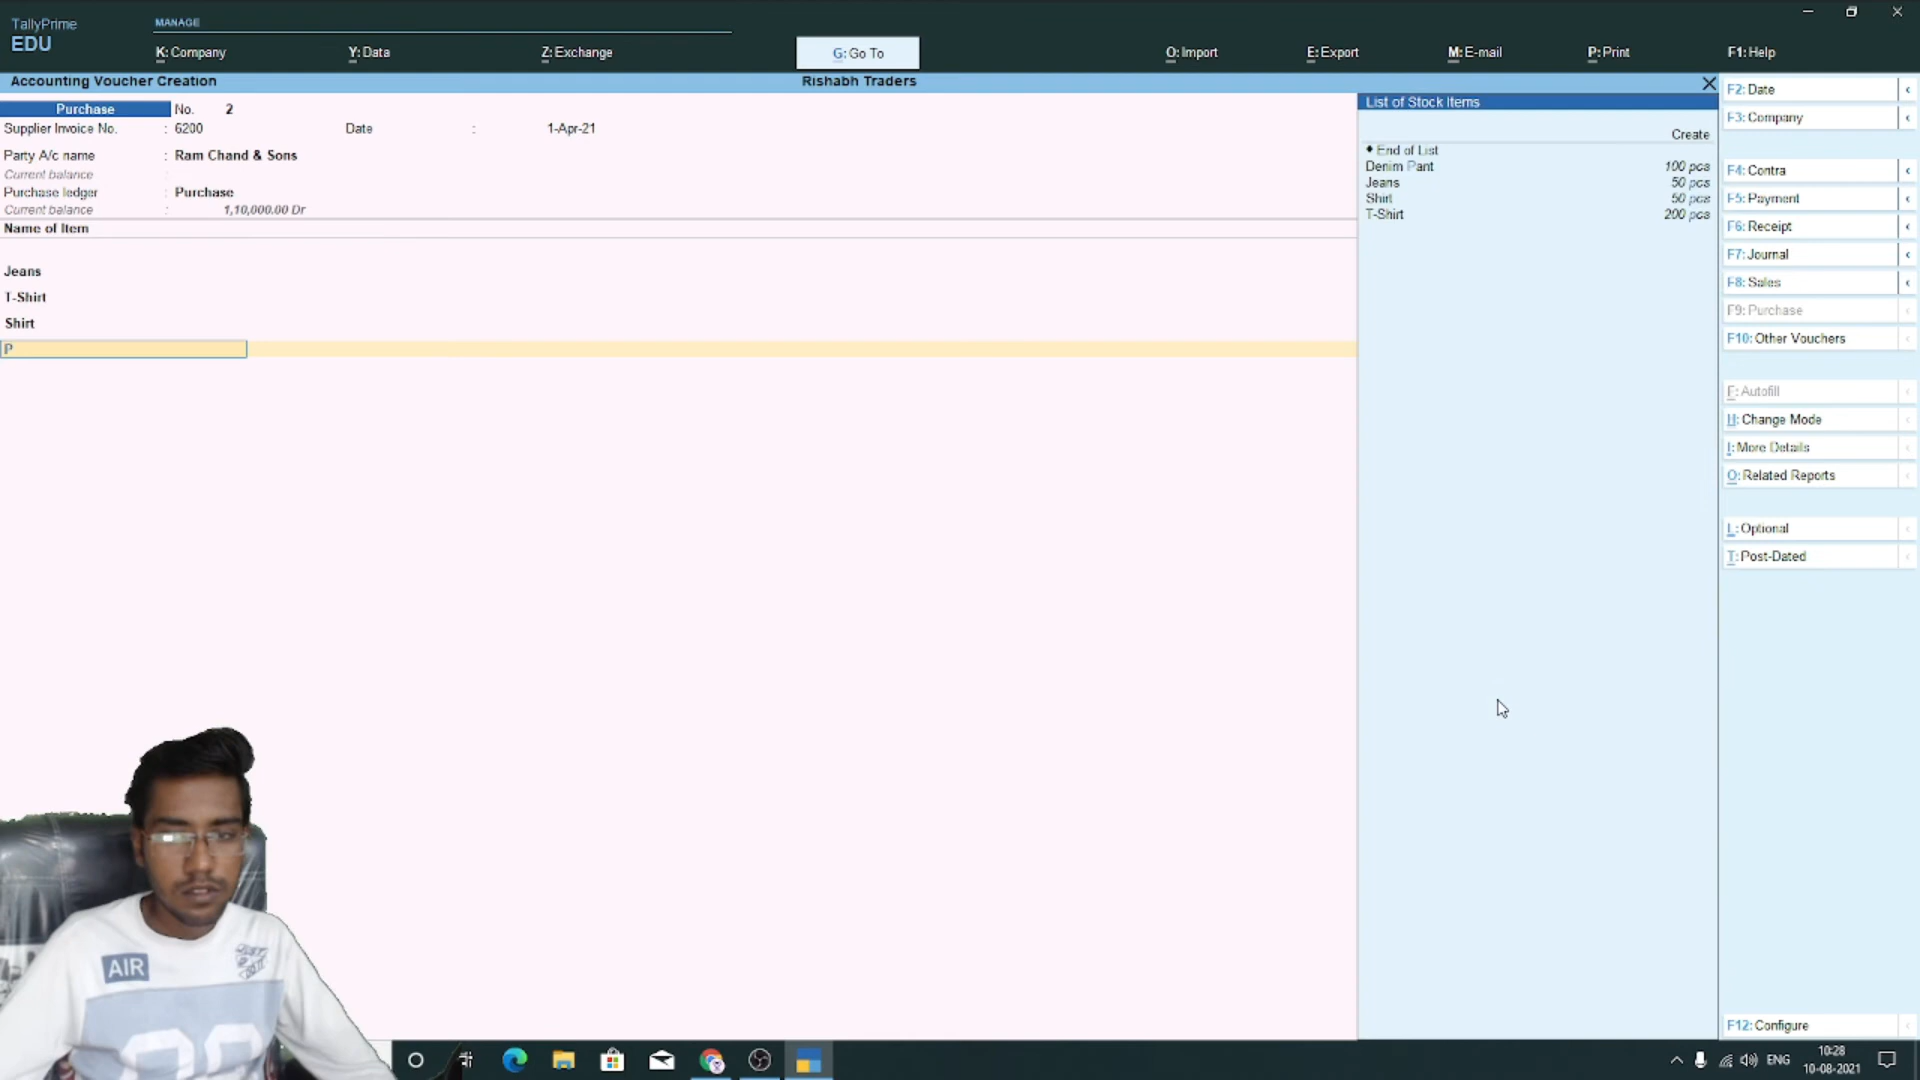 TallyPrime
EDU
MANAGE
K: Company
Y: Data
Z: Exchange
G: Go To
O: Import
E: Export
M: E-mail
P: Print
F1: Help
Accounting Voucher Creation
Rishabh Traders
Purchase No. 2
Supplier Invoice No. : 6200 Date : 1-Apr-21
Party A/c name : Ram Chand & Sons
Current balance :
Purchase ledger : Purchase
Current balance : 1,10,000.00 Dr
Name of Item
Jeans
T-Shirt
Shirt
P
List of Stock Items
Create
♦ End of List
Denim Pant 100 pcs
Jeans 50 pcs
Shirt 50 pcs
T-Shirt 200 pcs
F2: Date
F3: Company
F4: Contra
F5: Payment
F6: Receipt
F7: Journal
F8: Sales
F9: Purchase
F10: Other Vouchers
F: Autofill
H: Change Mode
I: More Details
O: Related Reports
L: Optional
T: Post-Dated
F12: Configure
AIR
ENG
10:28
10-08-2021